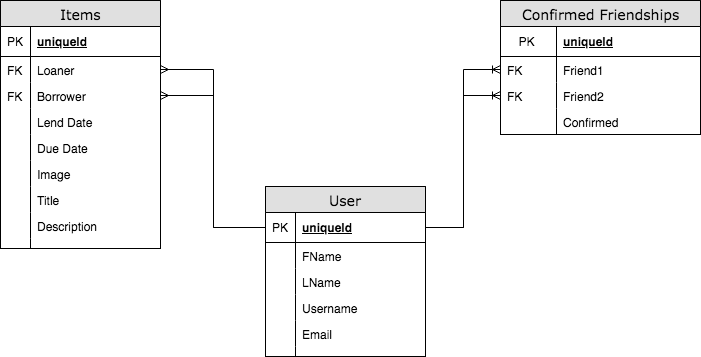 Items
PK uniqueId
FK Loaner
FK Borrower
Lend Date
Due Date
Image
Title
Description
Confirmed Friendships
PK uniqueId
FK Friend1
FK Friend2
Confirmed
User
PK uniqueId
FName
LName
Username
Email